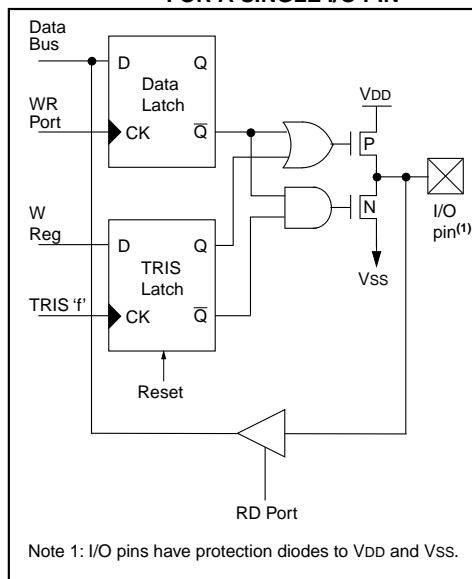 FOR A SINGLE I/O PIN
Data
Bus
D
Q
Data
Latch
WR
Port
CK
Q
VDD
P
N
I/O
pin(1)
VSS
W
Reg
D
Q
TRIS
Latch
TRIS 'f'
CK
Q
Reset
RD Port
Note 1: I/O pins have protection diodes to VDD and VSS.